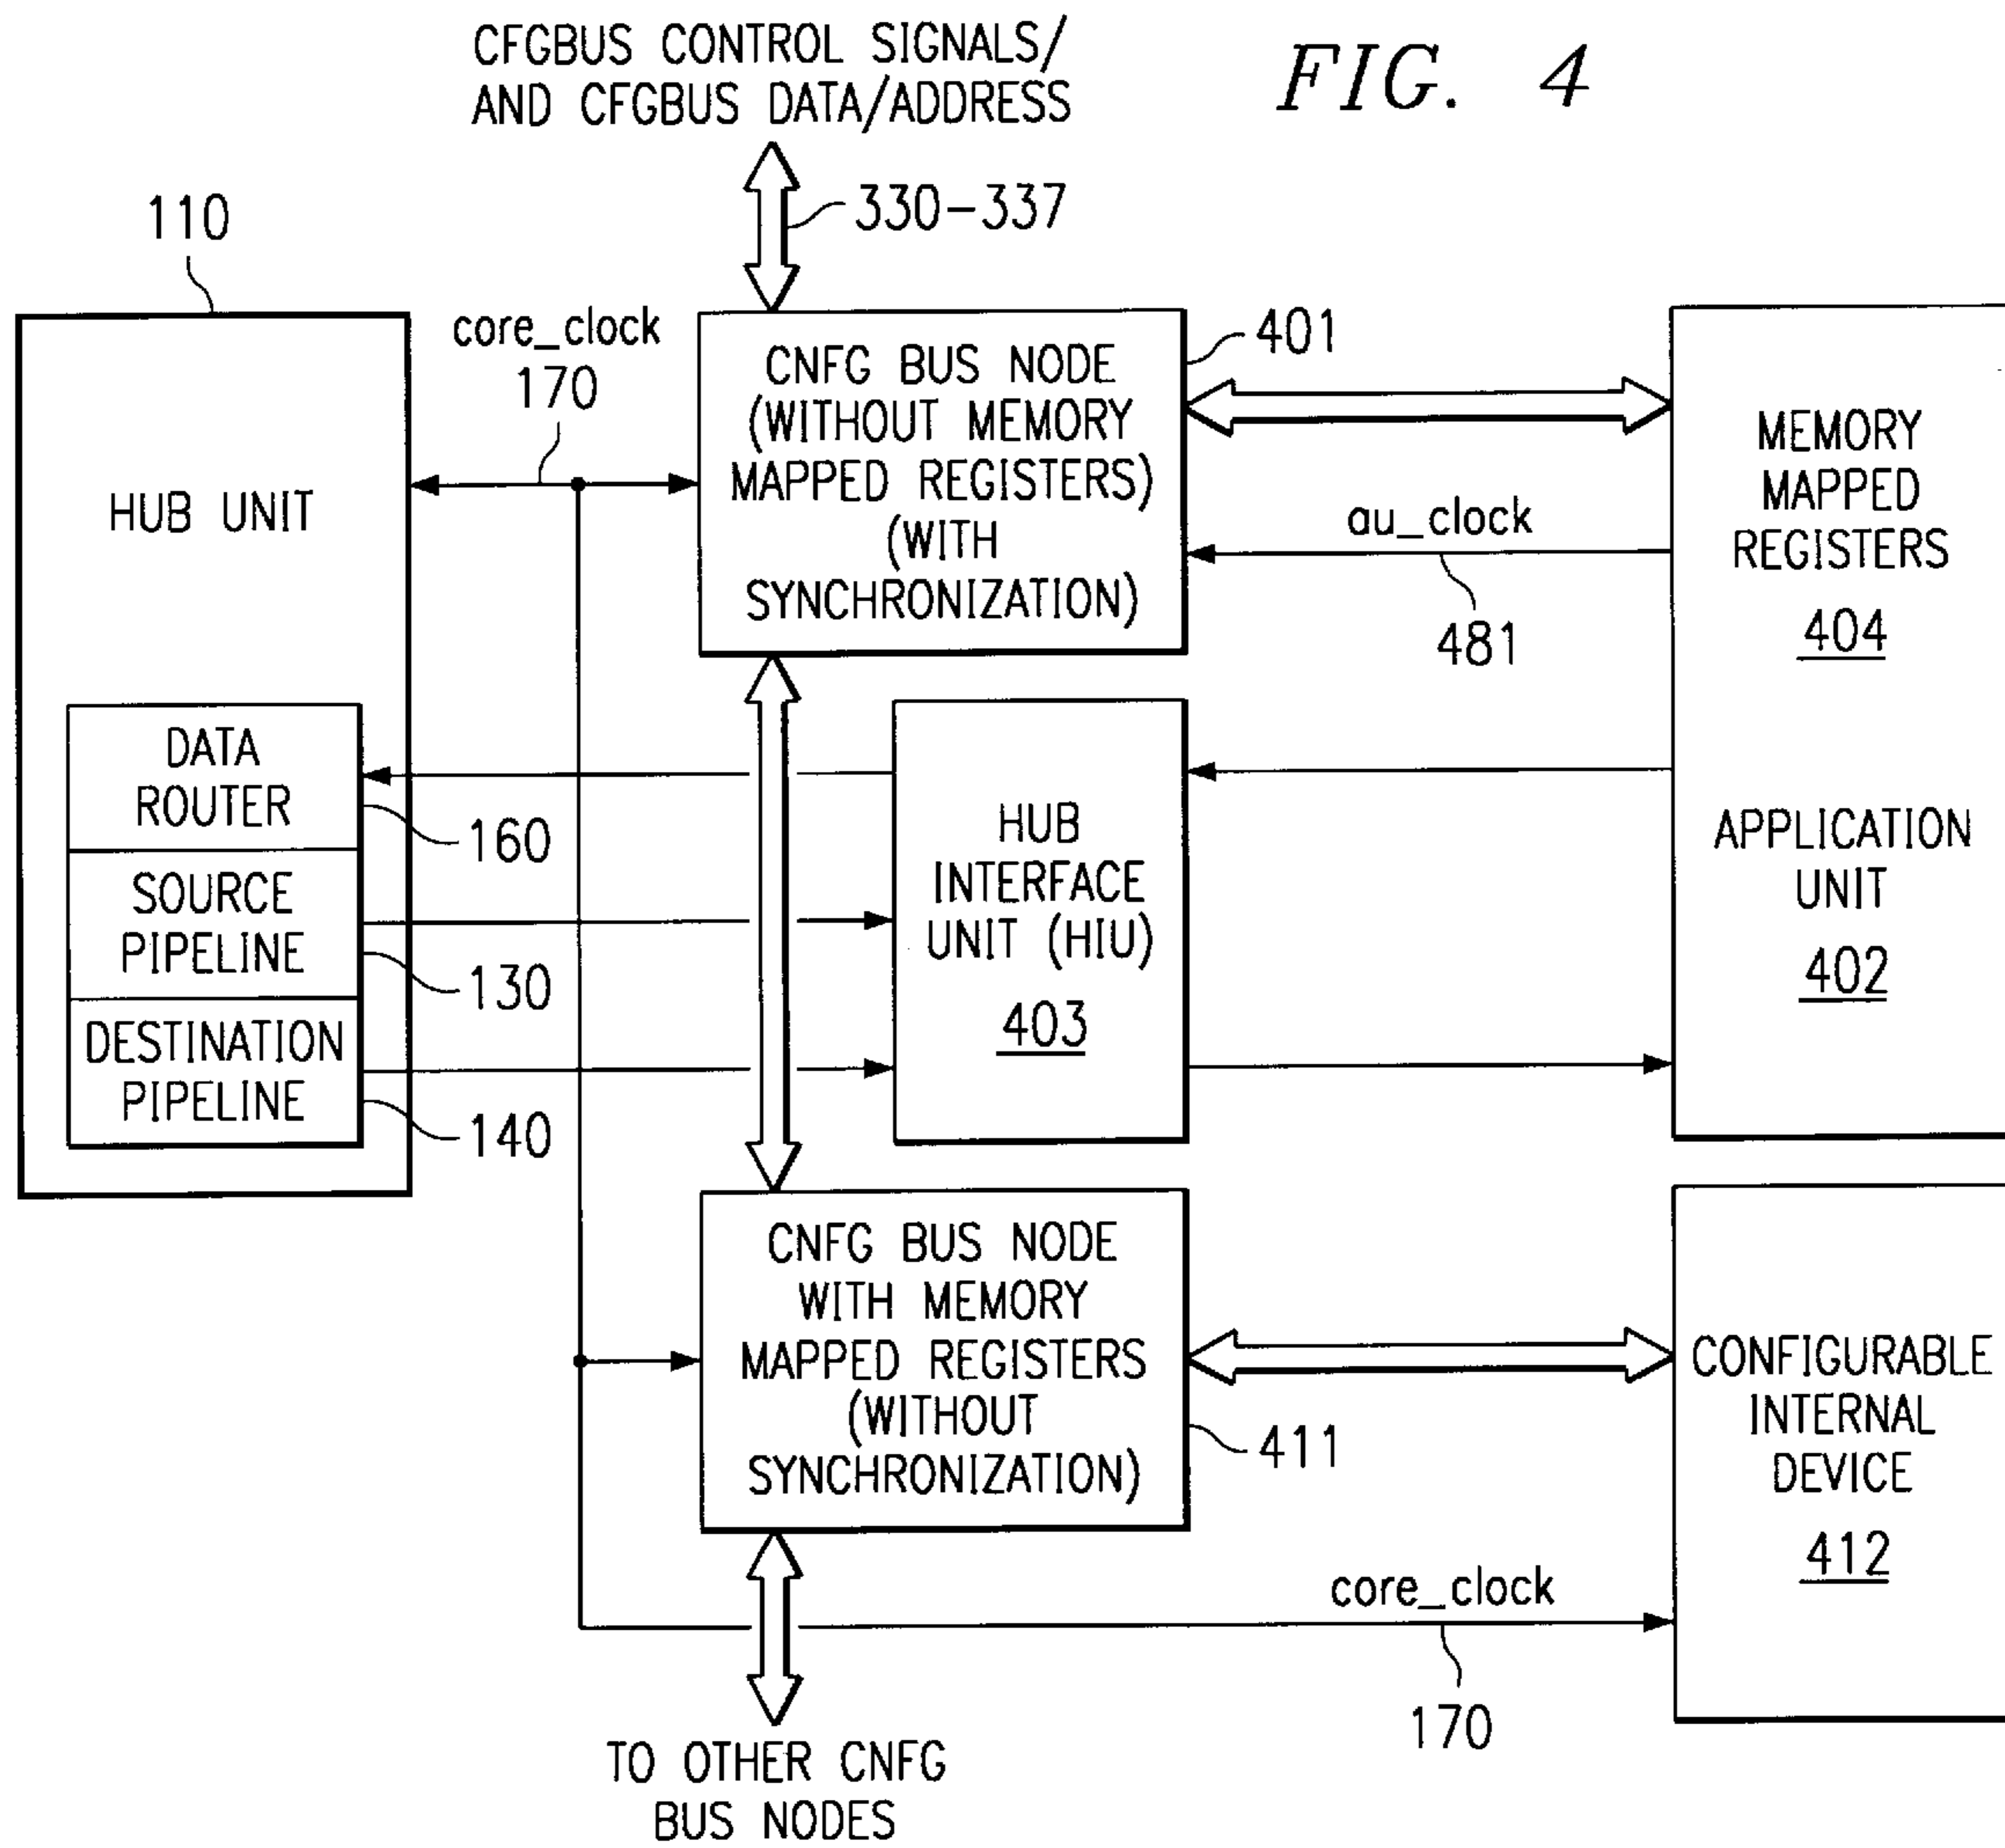 CFGBUS CONTROL SIGNALS/
AND CFGBUS DATA/ADDRESS
FIG. 4
330-337
110
core_clock
170
HUB UNIT
CNFG BUS NODE
(WITHOUT MEMORY
MAPPED REGISTERS)
(WITH
SYNCHRONIZATION)
401
au_clock
481
MEMORY
MAPPED
REGISTERS
404
DATA
ROUTER
160
SOURCE
PIPELINE
130
DESTINATION
PIPELINE
140
HUB
INTERFACE
UNIT (HIU)
403
APPLICATION
UNIT
402
CNFG BUS NODE
WITH MEMORY
MAPPED REGISTERS
(WITHOUT
SYNCHRONIZATION)
411
CONFIGURABLE
INTERNAL
DEVICE
412
core_clock
170
TO OTHER CNFG
BUS NODES